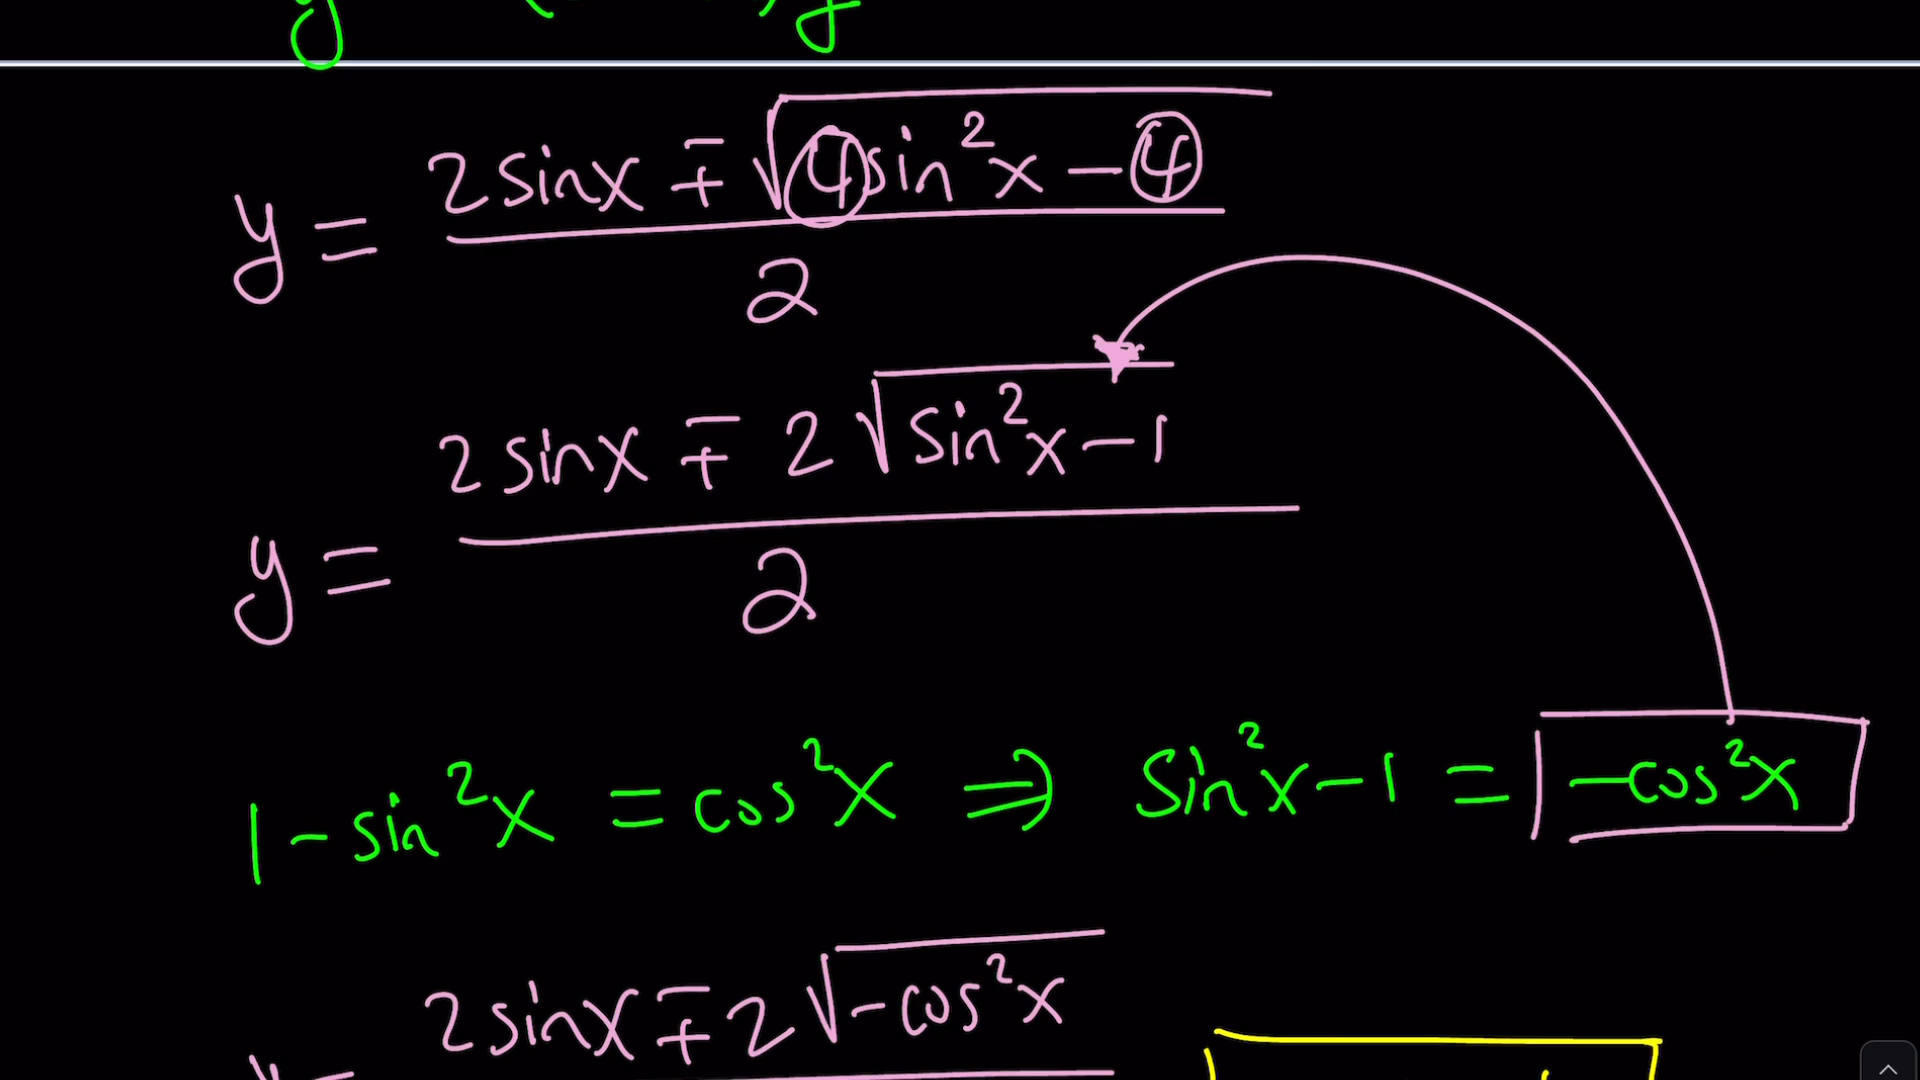 y = (2sinx ∓ √(4sin²x − 4)) / 2
y = (2sinx ∓ 2√(sin²x − 1)) / 2
1 − sin²x = cos²x ⇒ sin²x − 1 = −cos²x
2sinx ∓ 2√(−cos²x)